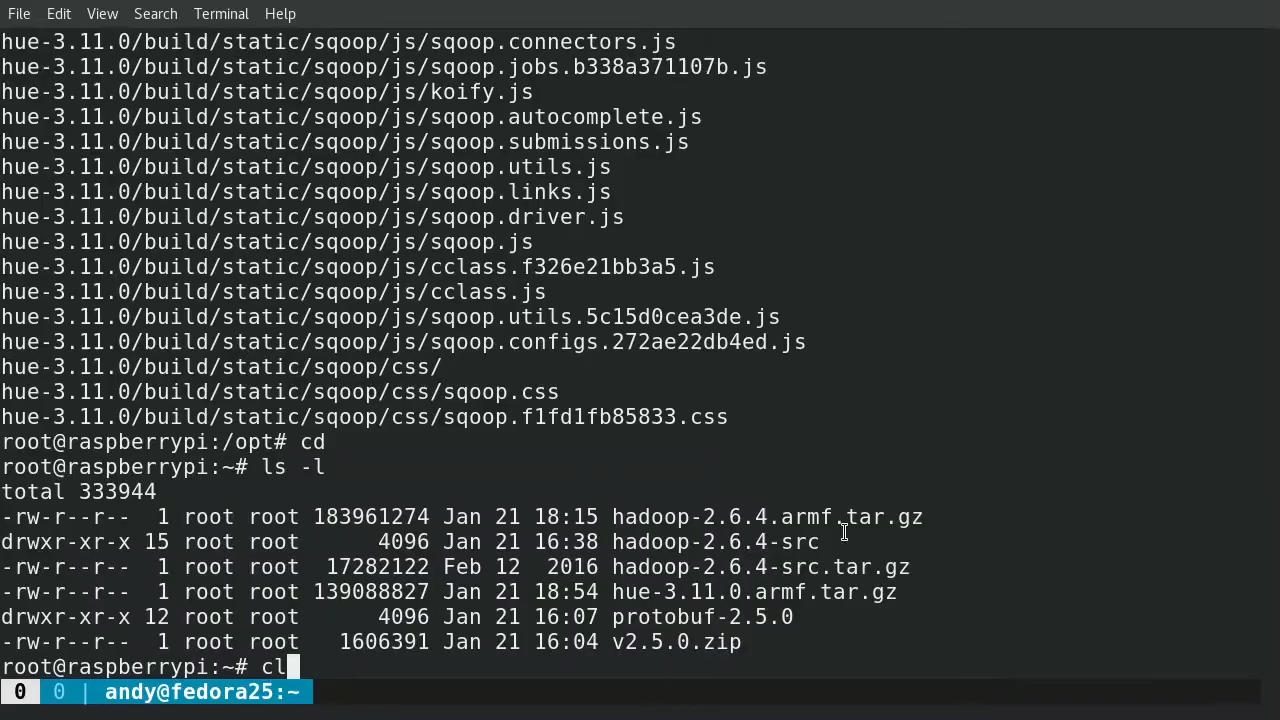 File Edit View Search Terminal Help
hue-3.11.0/build/static/sqoop/js/sqoop.connectors.js
hue-3.11.0/build/static/sqoop/js/sqoop.jobs.b338a371107b.js
hue-3.11.0/build/static/sqoop/js/koify.js
hue-3.11.0/build/static/sqoop/js/sqoop.autocomplete.js
hue-3.11.0/build/static/sqoop/js/sqoop.submissions.js
hue-3.11.0/build/static/sqoop/js/sqoop.utils.js
hue-3.11.0/build/static/sqoop/js/sqoop.links.js
hue-3.11.0/build/static/sqoop/js/sqoop.driver.js
hue-3.11.0/build/static/sqoop/js/sqoop.js
hue-3.11.0/build/static/sqoop/js/cclass.f326e21bb3a5.js
hue-3.11.0/build/static/sqoop/js/cclass.js
hue-3.11.0/build/static/sqoop/js/sqoop.utils.5c15d0cea3de.js
hue-3.11.0/build/static/sqoop/js/sqoop.configs.272ae22db4ed.js
hue-3.11.0/build/static/sqoop/css/
hue-3.11.0/build/static/sqoop/css/sqoop.css
hue-3.11.0/build/static/sqoop/css/sqoop.f1fd1fb85833.css
root@raspberrypi:/opt# cd
root@raspberrypi:~# ls -l
total 333944
-rw-r--r--  1 root root 183961274 Jan 21 18:15 hadoop-2.6.4.armf.tar.gz
drwxr-xr-x 15 root root      4096 Jan 21 16:38 hadoop-2.6.4-src
-rw-r--r--  1 root root  17282122 Feb 12  2016 hadoop-2.6.4-src.tar.gz
-rw-r--r--  1 root root 139088827 Jan 21 18:54 hue-3.11.0.armf.tar.gz
drwxr-xr-x 12 root root      4096 Jan 21 16:07 protobuf-2.5.0
-rw-r--r--  1 root root   1606391 Jan 21 16:04 v2.5.0.zip
root@raspberrypi:~# cl
0 0 | andy@fedora25:~